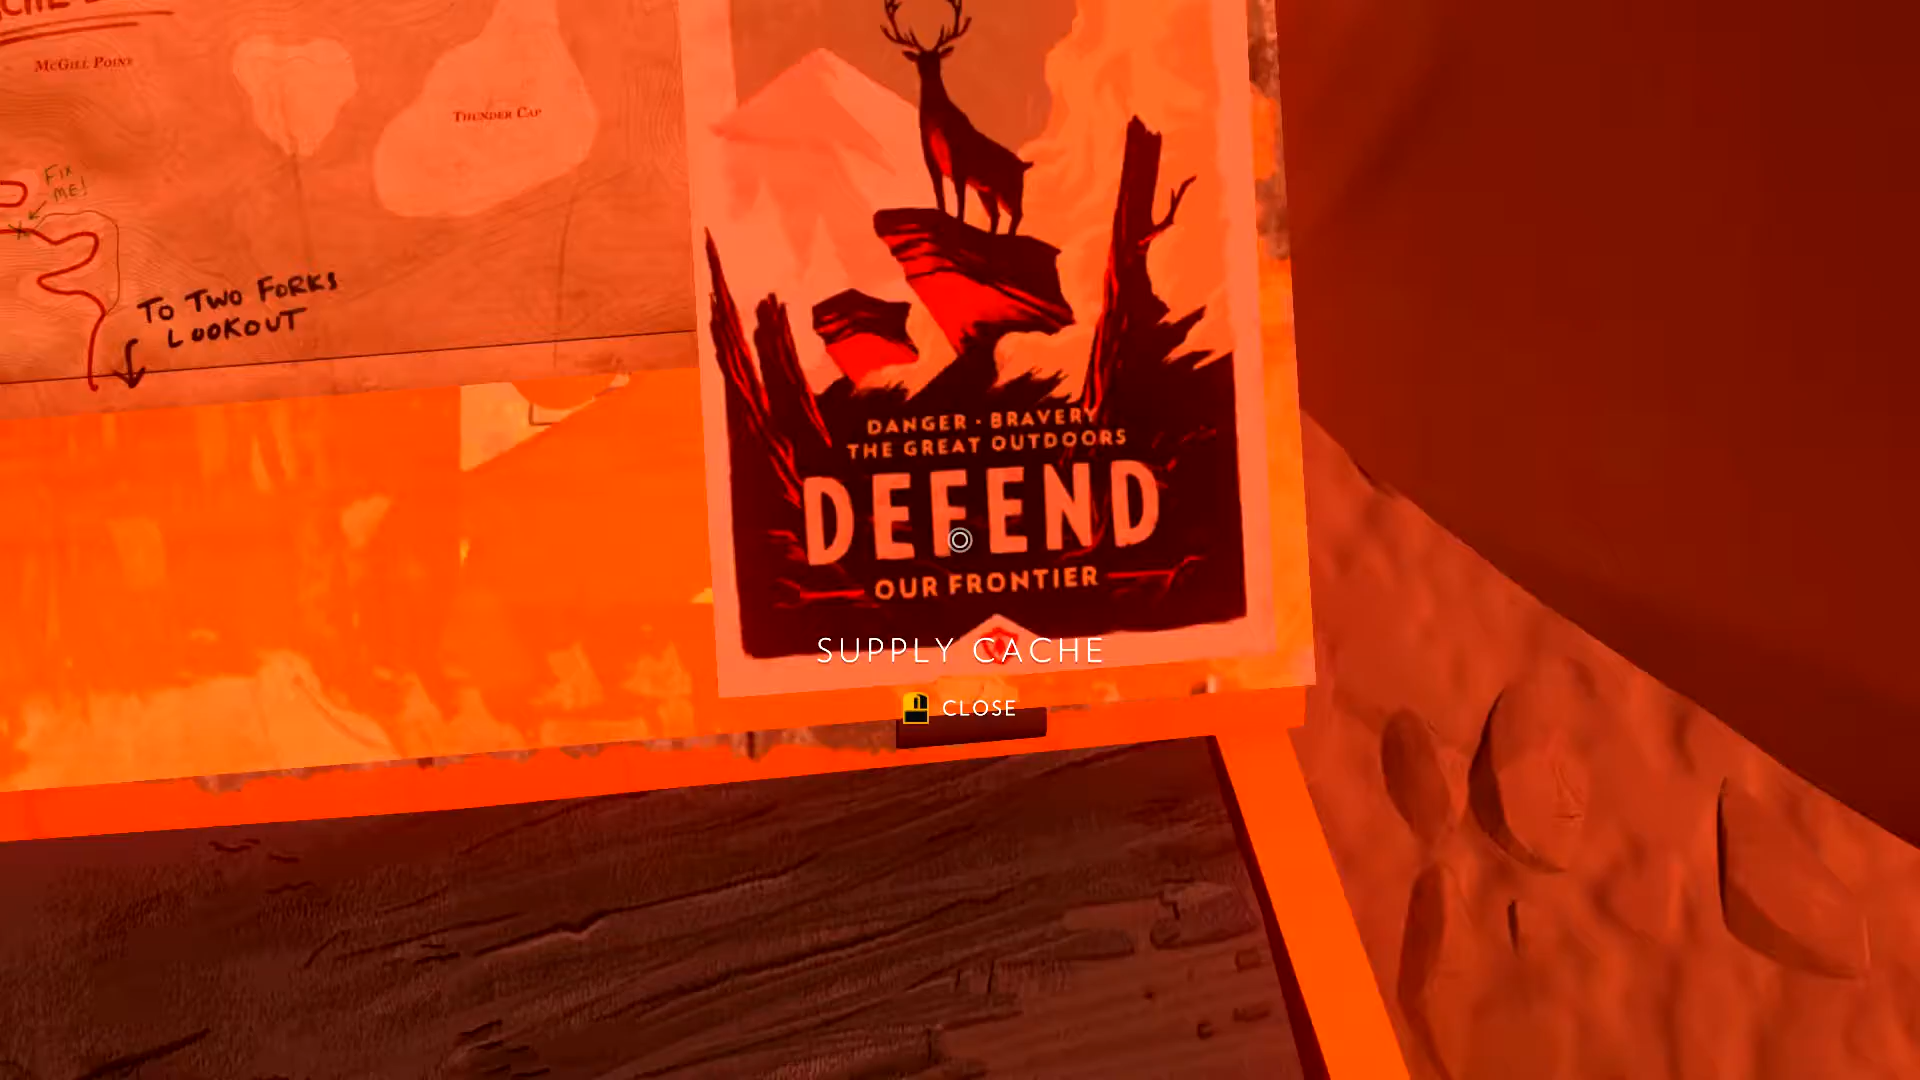 McGill Point
Thunder Cap
FIX
ME!
TO TWO FORKS
LOOKOUT
DANGER · BRAVERY
THE GREAT OUTDOORS
DEFEND
OUR FRONTIER
SUPPLY CACHE
CLOSE